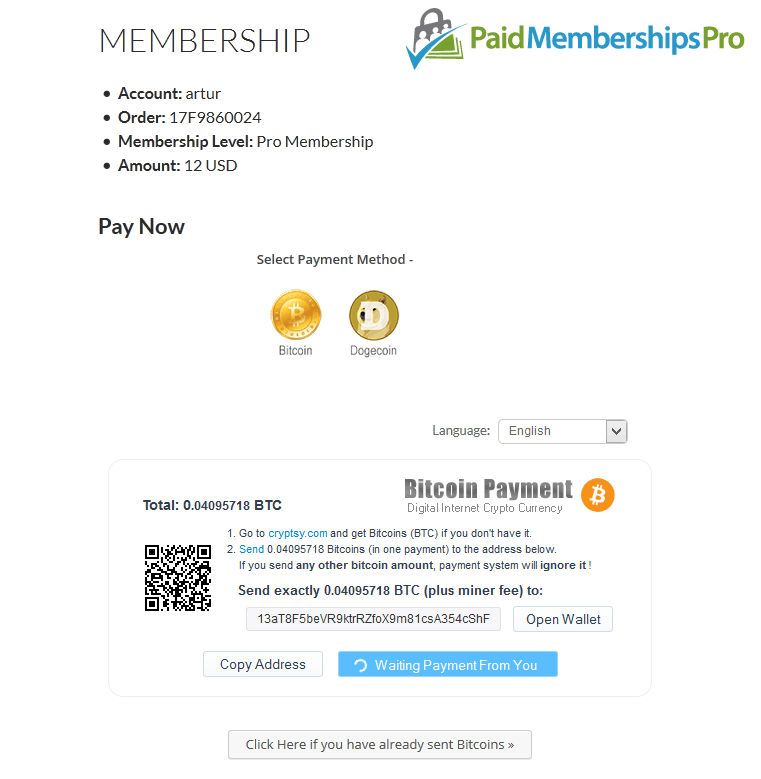 MEMBERSHIP
PaidMembershipsPro
Account: artur
Order: 17F9860024
Membership Level: Pro Membership
Amount: 12 USD
Pay Now
Select Payment Method -
Bitcoin
Dogecoin
Language: English
Total: 0.04095718 BTC
Bitcoin Payment
Digital Internet Crypto Currency
1. Go to cryptsy.com and get Bitcoins (BTC) if you don't have it.
2. Send 0.04095718 Bitcoins (in one payment) to the address below.
If you send any other bitcoin amount, payment system will ignore it !
Send exactly 0.04095718 BTC (plus miner fee) to:
13aT8F5beVR9ktrRZfoX9m81csA354cShF
Open Wallet
Copy Address
Waiting Payment From You
Click Here if you have already sent Bitcoins »